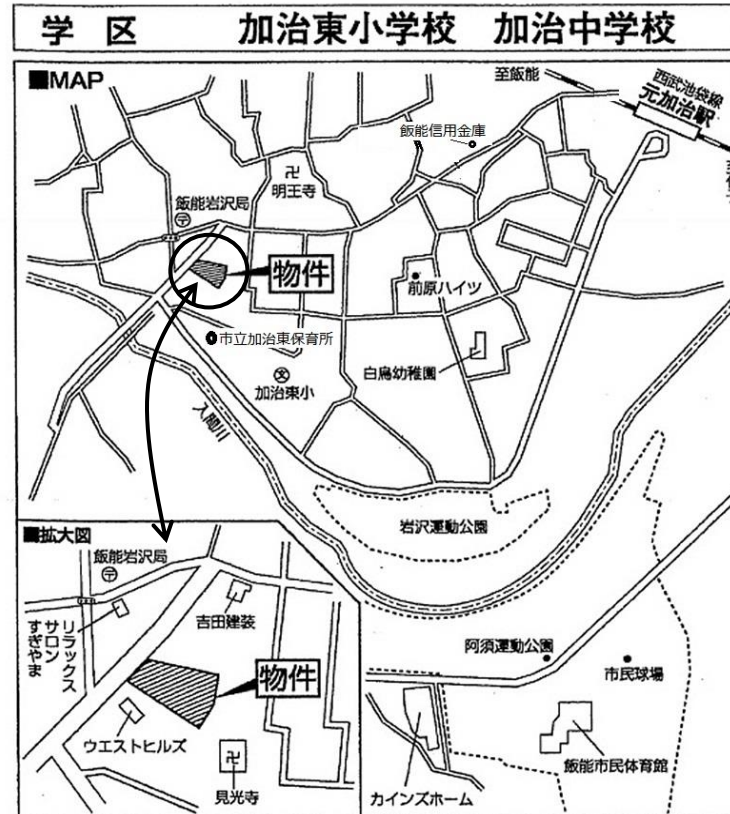 学 区 加治東小学校 加治中学校
■MAP
至飯能
西武池袋線
元加治駅
飯能信用金庫
卍
明王寺
飯能岩沢局
〒
物件
前原ハイツ
市立加治東保育所
白鳥幼稚園
文
加治東小
入間川
岩沢運動公園
■拡大図
飯能岩沢局
〒
吉田建装
リラックス
サロン
すぎやま
物件
ウエストヒルズ
卍
見光寺
阿須運動公園
市民球場
カインズホーム
飯能市民体育館